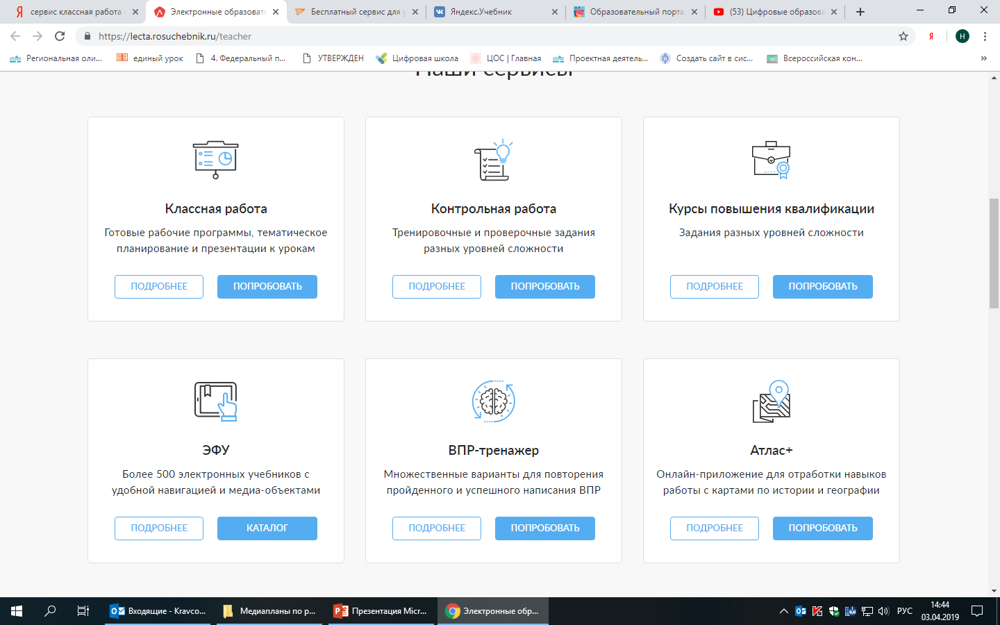 сервис классная работа -
Электронные образовате
Бесплатный сервис для у
Яндекс.Учебник
Образовательный порта
(53) Цифровые образова
https://lecta.rosuchebnik.ru/teacher
Я
Н
Региональная оли...
единый урок
4. Федеральный п...
УТВЕРЖДЕН
Цифровая школа
ЦОС | Главная
Проектная деятель...
Создать сайт в сис...
Всероссийская кон...
»
Наши сервисы
Классная работа
Готовые рабочие программы, тематическое
планирование и презентации к урокам
ПОДРОБНЕЕ
ПОПРОБОВАТЬ
Контрольная работа
Тренировочные и проверочные задания
разных уровней сложности
ПОДРОБНЕЕ
ПОПРОБОВАТЬ
Курсы повышения квалификации
Задания разных уровней сложности
ПОДРОБНЕЕ
ПОПРОБОВАТЬ
ЭФУ
Более 500 электронных учебников с
удобной навигацией и медиа-объектами
ПОДРОБНЕЕ
КАТАЛОГ
ВПР-тренажер
Множественные варианты для повторения
пройденного и успешного написания ВПР
ПОДРОБНЕЕ
ПОПРОБОВАТЬ
Атлас+
Онлайн-приложение для отработки навыков
работы с картами по истории и географии
ПОДРОБНЕЕ
ПОПРОБОВАТЬ
Входящие - Kravco...
Медиапланы по р...
Презентация Micr...
Электронные обр...
РУС
14:44
03.04.2019